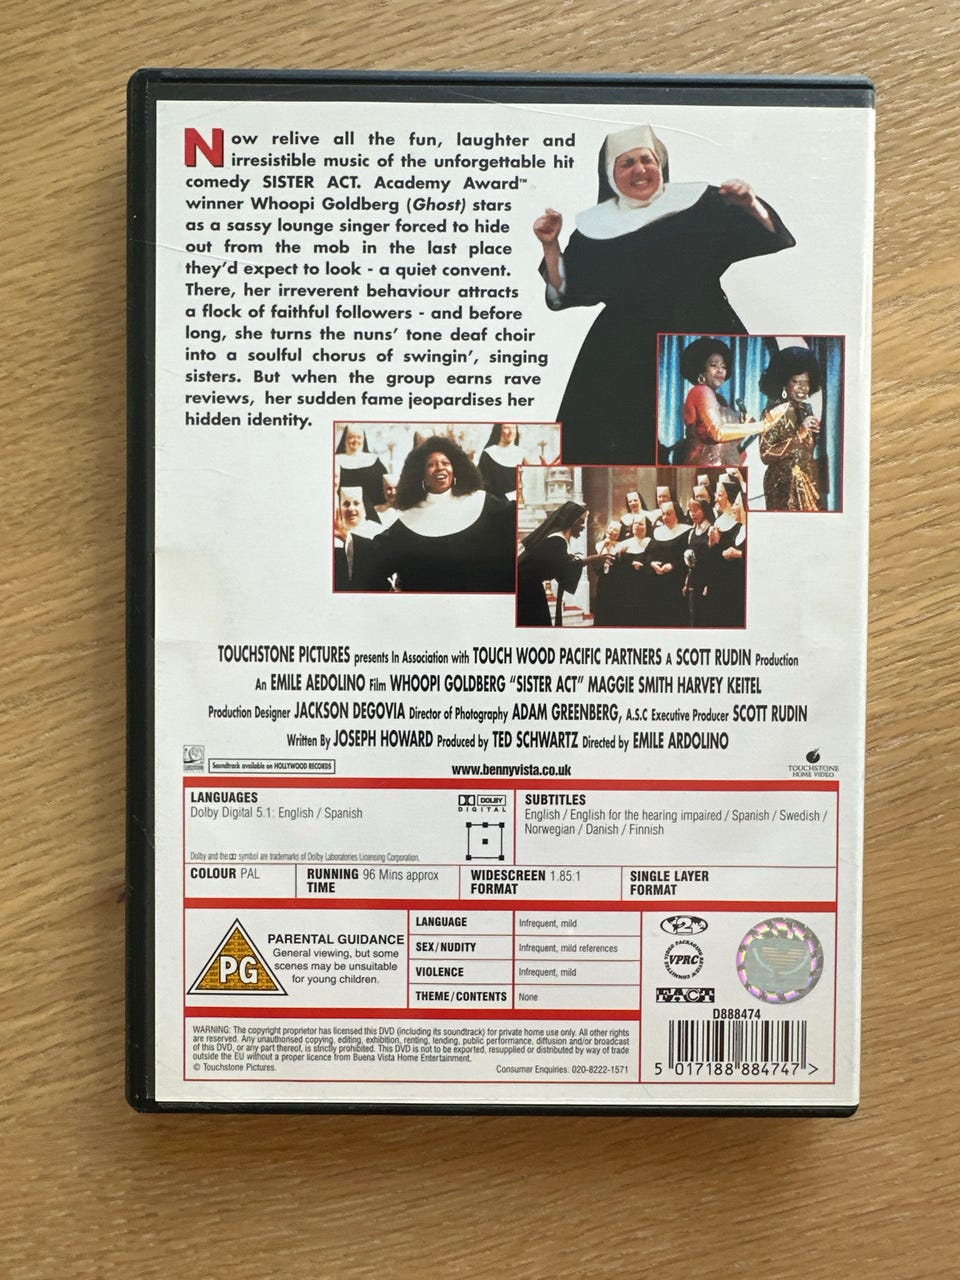 Now relive all the fun, laughter and
irresistible music of the unforgettable hit
comedy SISTER ACT. Academy Award™
winner Whoopi Goldberg (Ghost) stars
as a sassy lounge singer forced to hide
out from the mob in the last place
they'd expect to look - a quiet convent.
There, her irreverent behaviour attracts
a flock of faithful followers - and before
long, she turns the nuns' tone deaf choir
into a soulful chorus of swingin', singing
sisters. But when the group earns rave
reviews, her sudden fame jeopardises her
hidden identity.
TOUCHSTONE PICTURES presents In Association with TOUCH WOOD PACIFIC PARTNERS A SCOTT RUDIN Production
An EMILE AEDOLINO Film WHOOPI GOLDBERG "SISTER ACT" MAGGIE SMITH HARVEY KEITEL
Production Designer JACKSON DEGOVIA Director of Photography ADAM GREENBERG, A.S.C Executive Producer SCOTT RUDIN
Written By JOSEPH HOWARD Produced by TED SCHWARTZ Directed by EMILE ARDOLINO
Soundtrack available on HOLLYWOOD RECORDS
www.bennyvista.co.uk
TOUCHSTONE
HOME VIDEO
LANGUAGES
Dolby Digital 5.1: English / Spanish
DOLBY
DIGITAL
Dolby and the DD symbol are trademarks of Dolby Laboratories Licensing Corporation.
SUBTITLES
English / English for the hearing impaired / Spanish / Swedish /
Norwegian / Danish / Finnish
COLOUR PAL
RUNNING 96 Mins approx
TIME
WIDESCREEN 1.85:1
FORMAT
SINGLE LAYER
FORMAT
PG
PARENTAL GUIDANCE
General viewing, but some
scenes may be unsuitable
for young children.
LANGUAGE Infrequent, mild
SEX/NUDITY Infrequent, mild references
VIOLENCE Infrequent, mild
THEME/CONTENTS None
2
VIDEO PACKAGING REVIEW COMMITTEE
VPRC
FACT
D888474
5 017188 884747 >
WARNING: The copyright proprietor has licensed this DVD (including its soundtrack) for private home use only. All other rights
are reserved. Any unauthorised copying, editing, exhibition, renting, lending, public performance, diffusion and/or broadcast
of this DVD, or any part thereof, is strictly prohibited. This DVD is not to be exported, resupplied or distributed by way of trade
outside the EU without a proper licence from Buena Vista Home Entertainment.
© Touchstone Pictures.
Consumer Enquiries: 020-8222-1571